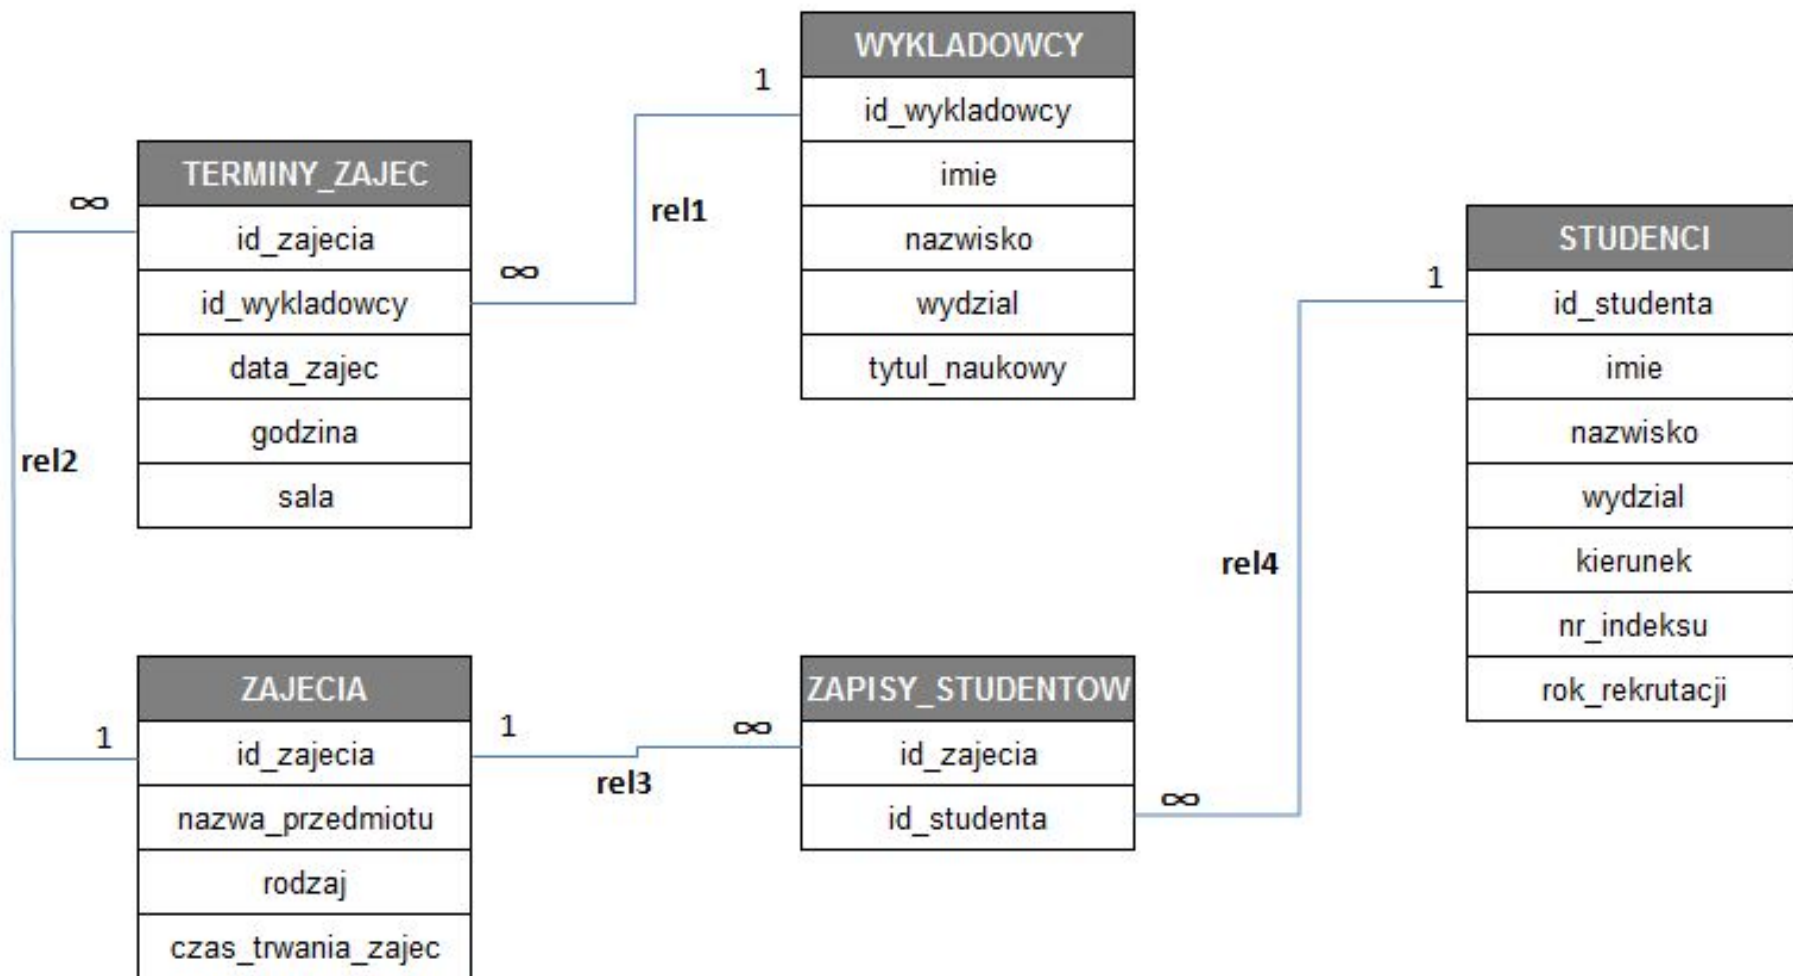 WYKLADOWCY
id_wykladowcy
imie
nazwisko
wydzial
tytul_naukowy
1
rel1
∞
TERMINY_ZAJEC
id_zajecia
id_wykladowcy
data_zajec
godzina
sala
∞
rel2
1
STUDENCI
id_studenta
imie
nazwisko
wydzial
kierunek
nr_indeksu
rok_rekrutacji
1
rel4
∞
ZAJECIA
id_zajecia
nazwa_przedmiotu
rodzaj
czas_trwania_zajec
1
rel3
∞
ZAPISY_STUDENTOW
id_zajecia
id_studenta